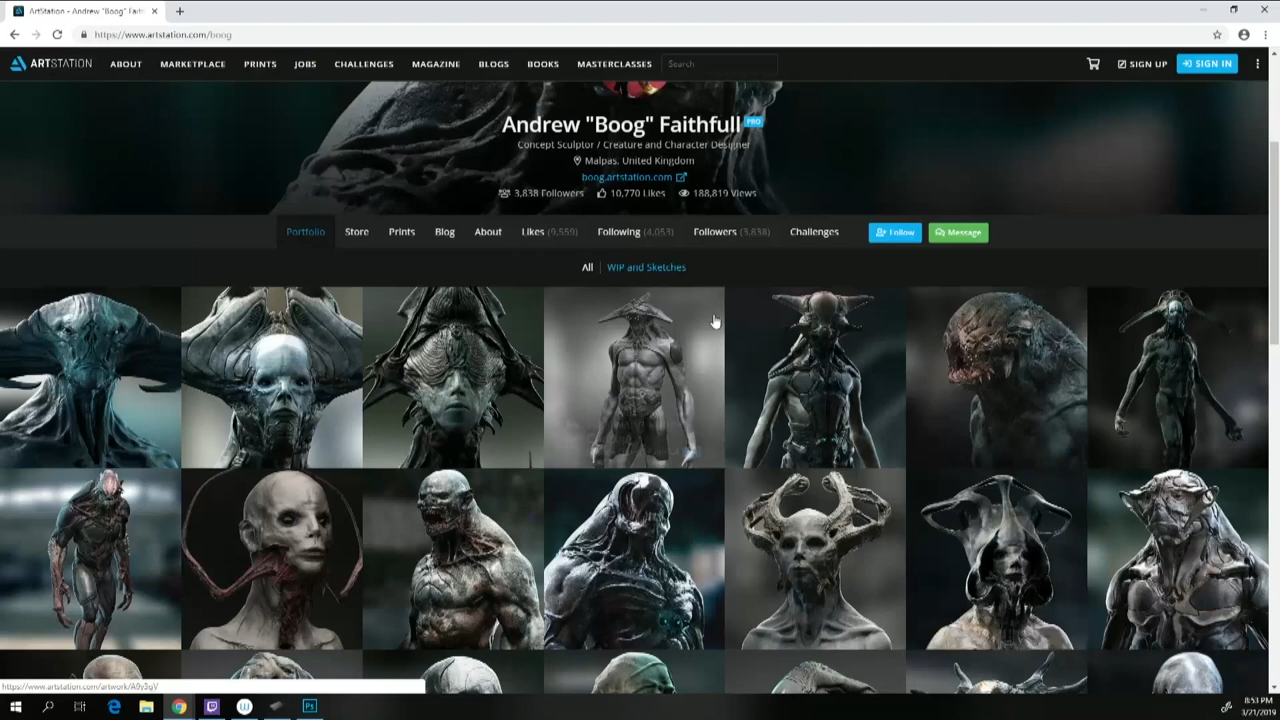 ArtStation - Andrew "Boog" Faith
https://www.artstation.com/boog
ARTSTATION ABOUT MARKETPLACE PRINTS JOBS CHALLENGES MAGAZINE BLOGS BOOKS MASTERCLASSES Search SIGN UP SIGN IN
Andrew "Boog" Faithfull PRO
Concept Sculptor / Creature and Character Designer
Malpas, United Kingdom
boog.artstation.com
3,838 Followers 10,770 Likes 188,819 Views
Portfolio Store Prints Blog About Likes (9,559) Following (4,053) Followers (3,838) Challenges Follow Message
All WIP and Sketches
https://www.artstation.com/artwork/A9y3gV
Ps
8:53 PM
3/21/2019